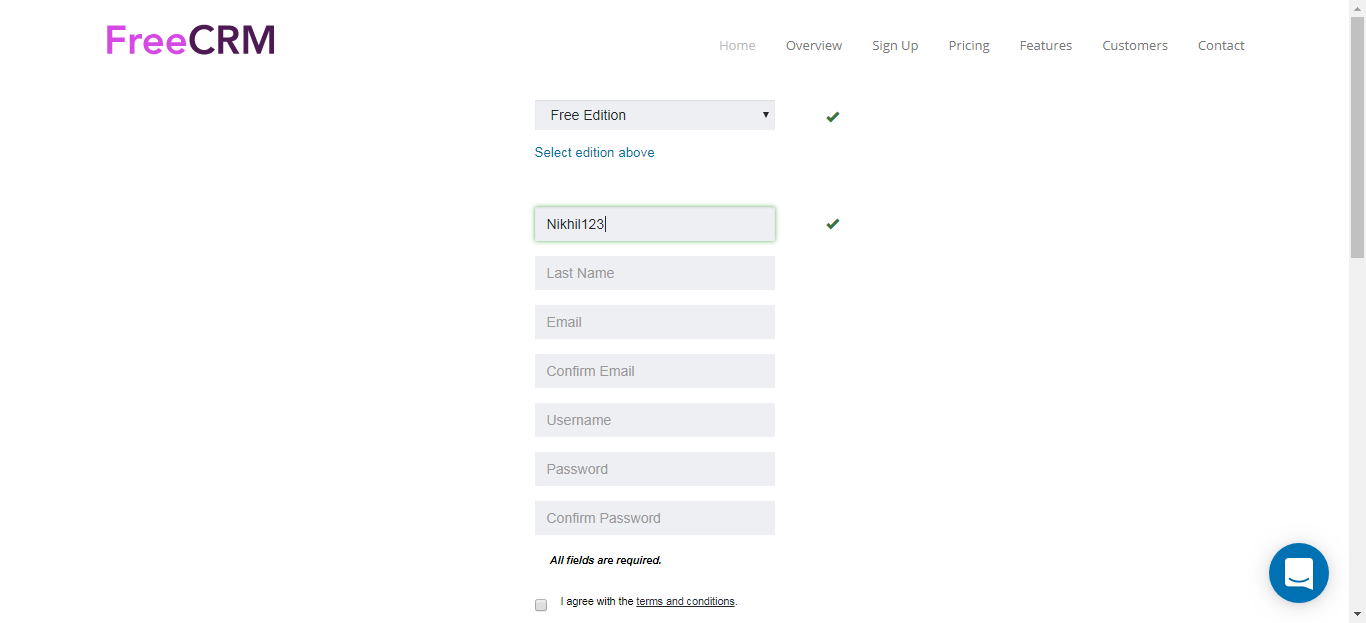 FreeCRM
Home Overview Sign Up Pricing Features Customers Contact
Free Edition
Select edition above
Nikhil123
Last Name
Email
Confirm Email
Username
Password
Confirm Password
All fields are required.
I agree with the terms and conditions.